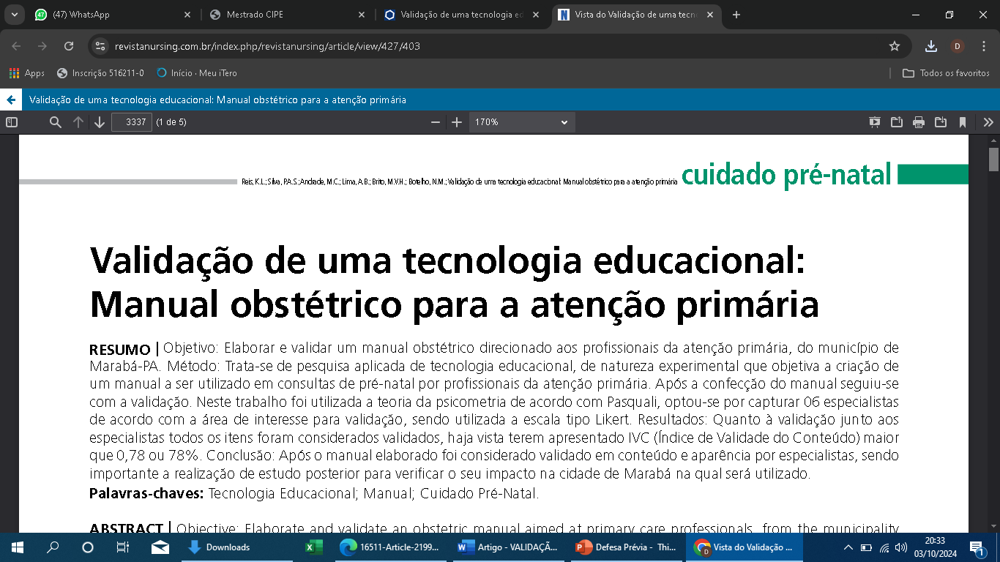 (47) WhatsApp
Mestrado CIPE
Validação de uma tecnologia ed
Vista do Validação de uma tecno
revistanursing.com.br/index.php/revistanursing/article/view/427/403
D
Apps
Inscrição 516211-0
Início · Meu iTero
Todos os favoritos
Validação de uma tecnologia educacional: Manual obstétrico para a atenção primária
3337 (1 de 5)
170%
Reis, K.L.; Silva, P.A.S.; Andrade, M.C.; Lima, A.B.; Brito, M.V.H.; Botelho, N.M.; Validação de uma tecnologia educacional: Manual obstétrico para a atenção primária
cuidado pré-natal
Validação de uma tecnologia educacional:
Manual obstétrico para a atenção primária
RESUMO | Objetivo: Elaborar e validar um manual obstétrico direcionado aos profissionais da atenção primária, do município de
Marabá-PA. Método: Trata-se de pesquisa aplicada de tecnologia educacional, de natureza experimental que objetiva a criação de
um manual a ser utilizado em consultas de pré-natal por profissionais da atenção primária. Após a confecção do manual seguiu-se
com a validação. Neste trabalho foi utilizada a teoria da psicometria de acordo com Pasquali, optou-se por capturar 06 especialistas
de acordo com a área de interesse para validação, sendo utilizada a escala tipo Likert. Resultados: Quanto à validação junto aos
especialistas todos os itens foram considerados validados, haja vista terem apresentado IVC (Índice de Validade do Conteúdo) maior
que 0,78 ou 78%. Conclusão: Após o manual elaborado foi considerado validado em conteúdo e aparência por especialistas, sendo
importante a realização de estudo posterior para verificar o seu impacto na cidade de Marabá na qual será utilizado.
Palavras-chaves: Tecnologia Educacional; Manual; Cuidado Pré-Natal.
ABSTRACT | Objective: Elaborate and validate an obstetric manual aimed at primary care professionals, from the municipality
Downloads
16511-Article-2199...
Artigo - VALIDAÇÃ...
Defesa Prévia - Thi...
Vista do Validação ...
20:33
03/10/2024
1